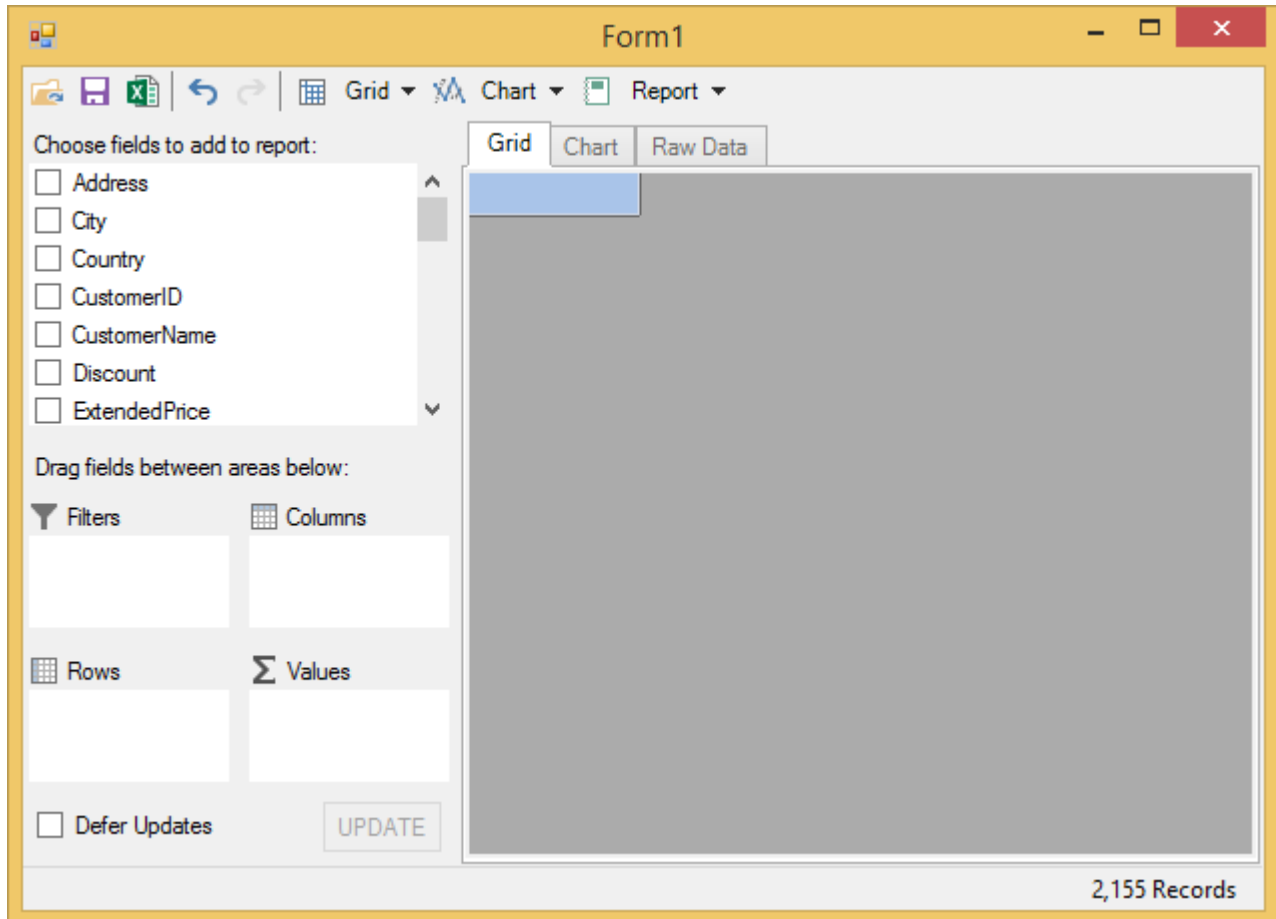 Form1
Grid Chart Report
Choose fields to add to report:
Address
City
Country
CustomerID
CustomerName
Discount
ExtendedPrice
Drag fields between areas below:
Filters Columns
Rows Values
Defer Updates UPDATE
Grid Chart Raw Data
2,155 Records